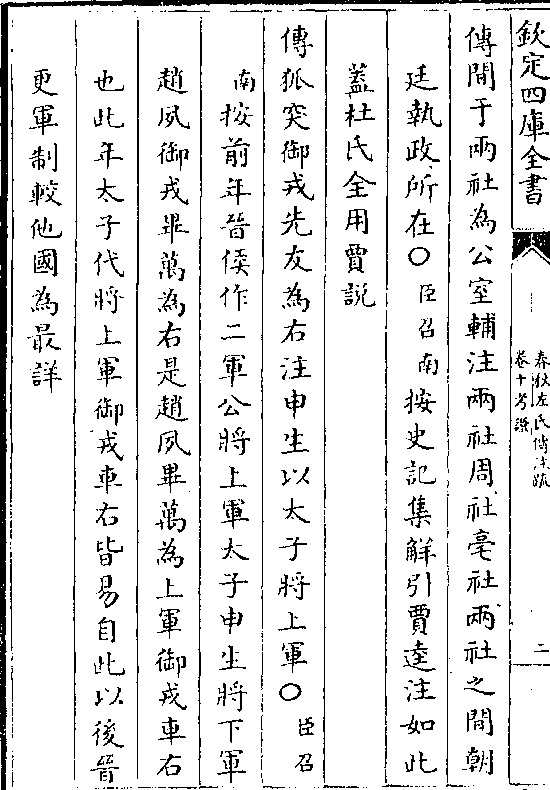 欽定四庫全書
春秋左氏傳注疏
卷十考證
二
傳間于兩社為公室輔注兩社周社亳社兩社之間朝
廷執政所在〇臣召南按史記集解引賈逵注如此
蓋杜氏全用賈説
傳狐突御戎先友為右注申生以太子將上軍〇臣召
南按前年晉侯作二軍公將上軍太子申生將下軍
趙夙御戎畢萬為右是趙夙畢萬為上軍御戎車右
也此年太子代將上軍御戎車右皆易自此以後晉
更軍制較他國為最詳